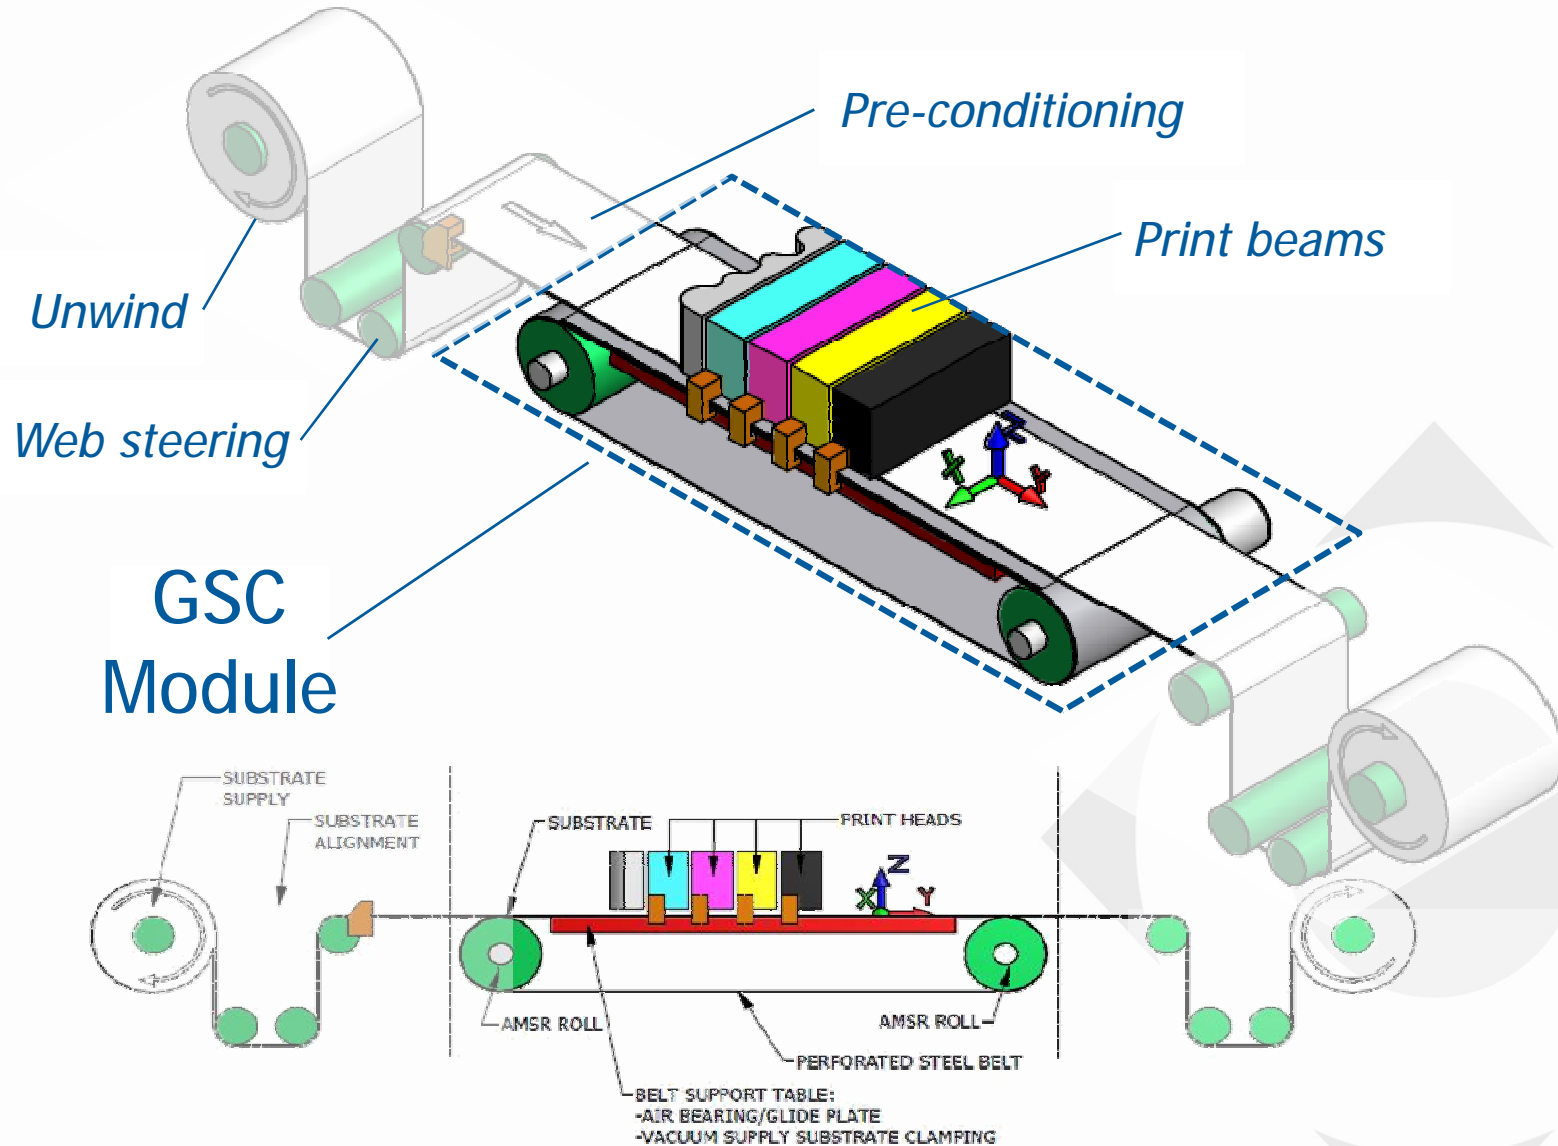 Pre-conditioning
Print beams
Unwind
Web steering
GSC
Module
Z
X
Y
SUBSTRATE
SUPPLY
SUBSTRATE
ALIGNMENT
SUBSTRATE
PRINT HEADS
Z
X
Y
AMSR ROLL
AMSR ROLL
PERFORATED STEEL BELT
BELT SUPPORT TABLE:
-AIR BEARING/GLIDE PLATE
-VACUUM SUPPLY SUBSTRATE CLAMPING